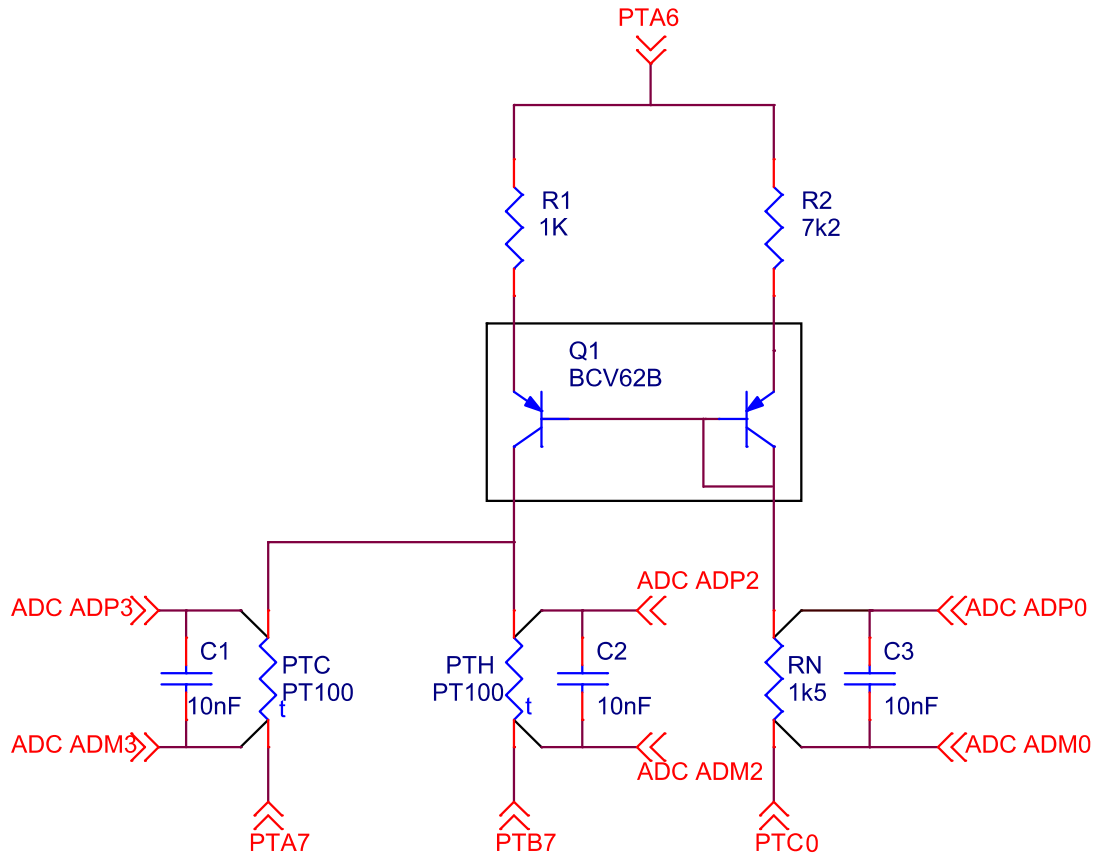 PTA6
R1
1K
R2
7k2
Q1
BCV62B
ADC ADP3
C1
10nF
PTC
PT100
t
ADC ADM3
PTA7
ADC ADP2
PTH
PT100
t
C2
10nF
ADC ADM2
PTB7
ADC ADP0
RN
1k5
C3
10nF
ADC ADM0
PTC0